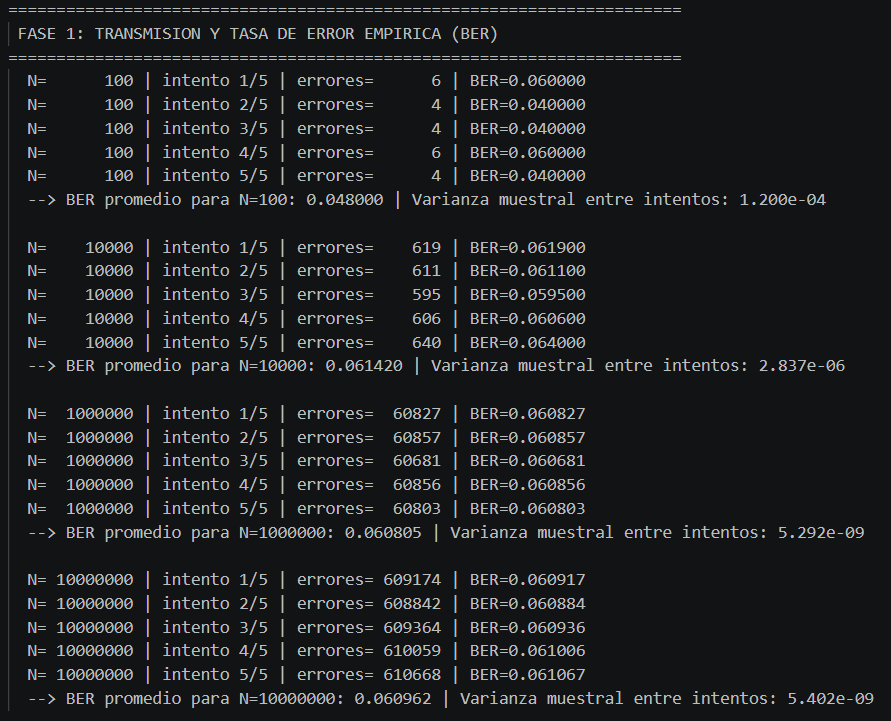 ======================================================================
FASE 1: TRANSMISION Y TASA DE ERROR EMPIRICA (BER)
======================================================================
N=      100 | intento 1/5 | errores=      6 | BER=0.060000
N=      100 | intento 2/5 | errores=      4 | BER=0.040000
N=      100 | intento 3/5 | errores=      4 | BER=0.040000
N=      100 | intento 4/5 | errores=      6 | BER=0.060000
N=      100 | intento 5/5 | errores=      4 | BER=0.040000
--> BER promedio para N=100: 0.048000 | Varianza muestral entre intentos: 1.200e-04
N=    10000 | intento 1/5 | errores=    619 | BER=0.061900
N=    10000 | intento 2/5 | errores=    611 | BER=0.061100
N=    10000 | intento 3/5 | errores=    595 | BER=0.059500
N=    10000 | intento 4/5 | errores=    606 | BER=0.060600
N=    10000 | intento 5/5 | errores=    640 | BER=0.064000
--> BER promedio para N=10000: 0.061420 | Varianza muestral entre intentos: 2.837e-06
N=  1000000 | intento 1/5 | errores=  60827 | BER=0.060827
N=  1000000 | intento 2/5 | errores=  60857 | BER=0.060857
N=  1000000 | intento 3/5 | errores=  60681 | BER=0.060681
N=  1000000 | intento 4/5 | errores=  60856 | BER=0.060856
N=  1000000 | intento 5/5 | errores=  60803 | BER=0.060803
--> BER promedio para N=1000000: 0.060805 | Varianza muestral entre intentos: 5.292e-09
N= 10000000 | intento 1/5 | errores= 609174 | BER=0.060917
N= 10000000 | intento 2/5 | errores= 608842 | BER=0.060884
N= 10000000 | intento 3/5 | errores= 609364 | BER=0.060936
N= 10000000 | intento 4/5 | errores= 610059 | BER=0.061006
N= 10000000 | intento 5/5 | errores= 610668 | BER=0.061067
--> BER promedio para N=10000000: 0.060962 | Varianza muestral entre intentos: 5.402e-09